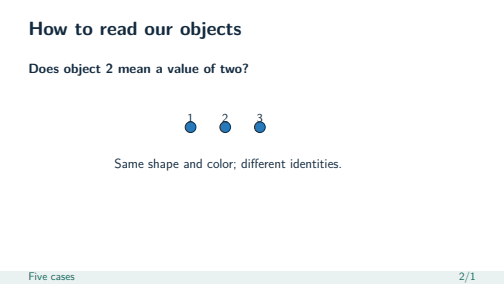 How to read our objects
Does object 2 mean a value of two?
1 2 3
Same shape and color; different identities.
Five cases 2/1